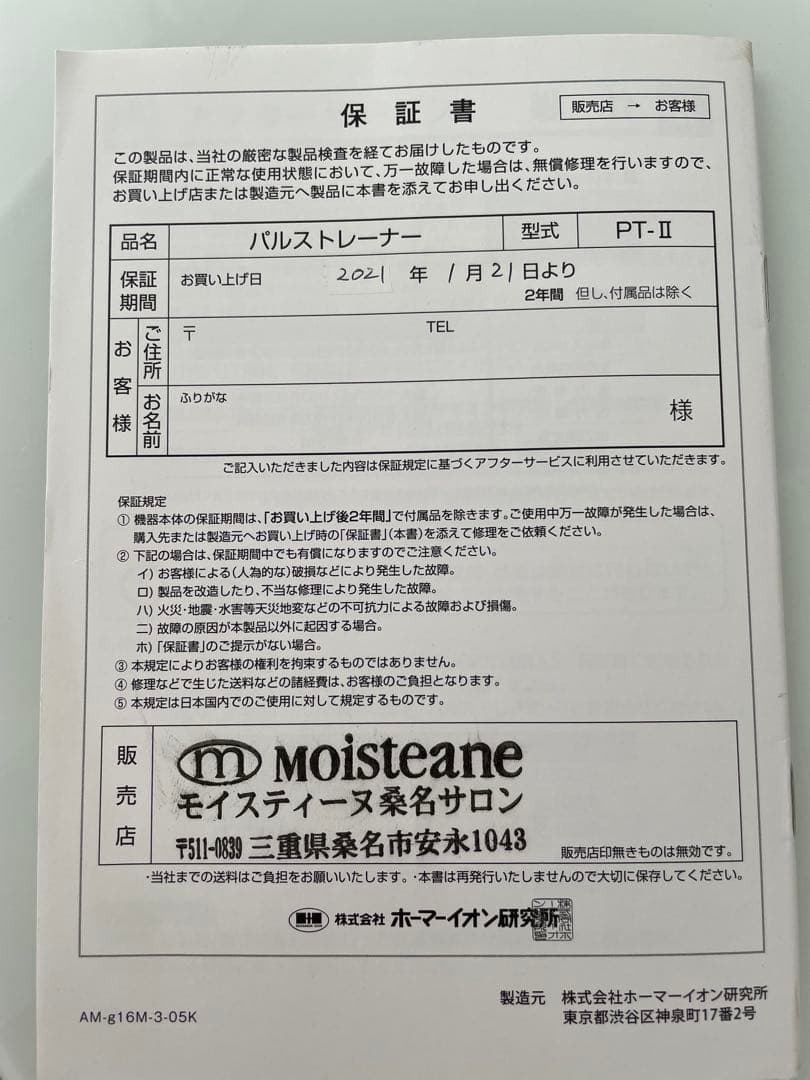 保証書
販売店 → お客様
この製品は、当社の厳密な製品検査を経てお届けしたものです。
保証期間内に正常な使用状態において、万一故障した場合は、無償修理を行いますので、
お買い上げ店または製造元へ製品に本書を添えてお申し出ください。
品名 パルストレーナー 型式 PT-Ⅱ
保証期間 お買い上げ日 2021年 1月21日より
2年間 但し、付属品は除く
お客様 ご住所 〒 TEL
お名前 ふりがな 様
ご記入いただきました内容は保証規定に基づくアフターサービスに利用させていただきます。
保証規定
① 機器本体の保証期間は、「お買い上げ後2年間」で付属品を除きます。ご使用中万一故障が発生した場合は、
購入先または製造元へお買い上げ時の「保証書」(本書)を添えて修理をご依頼ください。
② 下記の場合は、保証期間中でも有償になりますのでご注意ください。
イ) お客様による(人為的な)破損などにより発生した故障。
ロ) 製品を改造したり、不当な修理により発生した故障。
ハ) 火災・地震・水害等天災地変などの不可抗力による故障および損傷。
ニ) 故障の原因が本製品以外に起因する場合。
ホ) 「保証書」のご提示がない場合。
③ 本規定によりお客様の権利を拘束するものではありません。
④ 修理などで生じた送料などの諸経費は、お客様のご負担となります。
⑤ 本規定は日本国内でのご使用に対して規定するものです。
販売店
m Moisteane
モイスティーヌ桑名サロン
〒511-0839 三重県桑名市安永1043
販売店印無きものは無効です。
・当社までの送料はご負担をお願いいたします。・本書は再発行いたしませんので大切に保存してください。
株式会社 ホーマーイオン研究所
製造元 株式会社ホーマーイオン研究所
東京都渋谷区神泉町17番2号
AM-g16M-3-05K